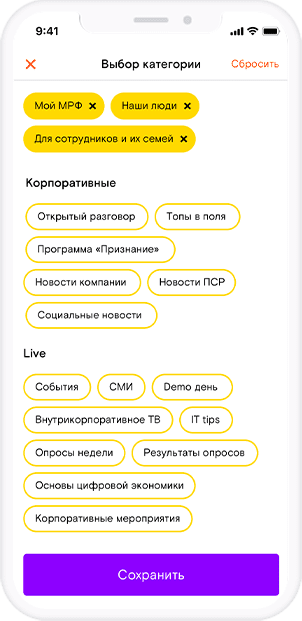 9:41
Выбор категории
Сбросить
Мой МРФ
Наши люди
Для сотрудников и их семей
Корпоративные
Открытый разговор
Топы в поля
Программа «Признание»
Новости компании
Новости ПСР
Социальные новости
Live
События
СМИ
Demo день
Внутрикорпоративное ТВ
IT tips
Опросы недели
Результаты опросов
Основы цифровой экономики
Корпоративные мероприятия
Сохранить